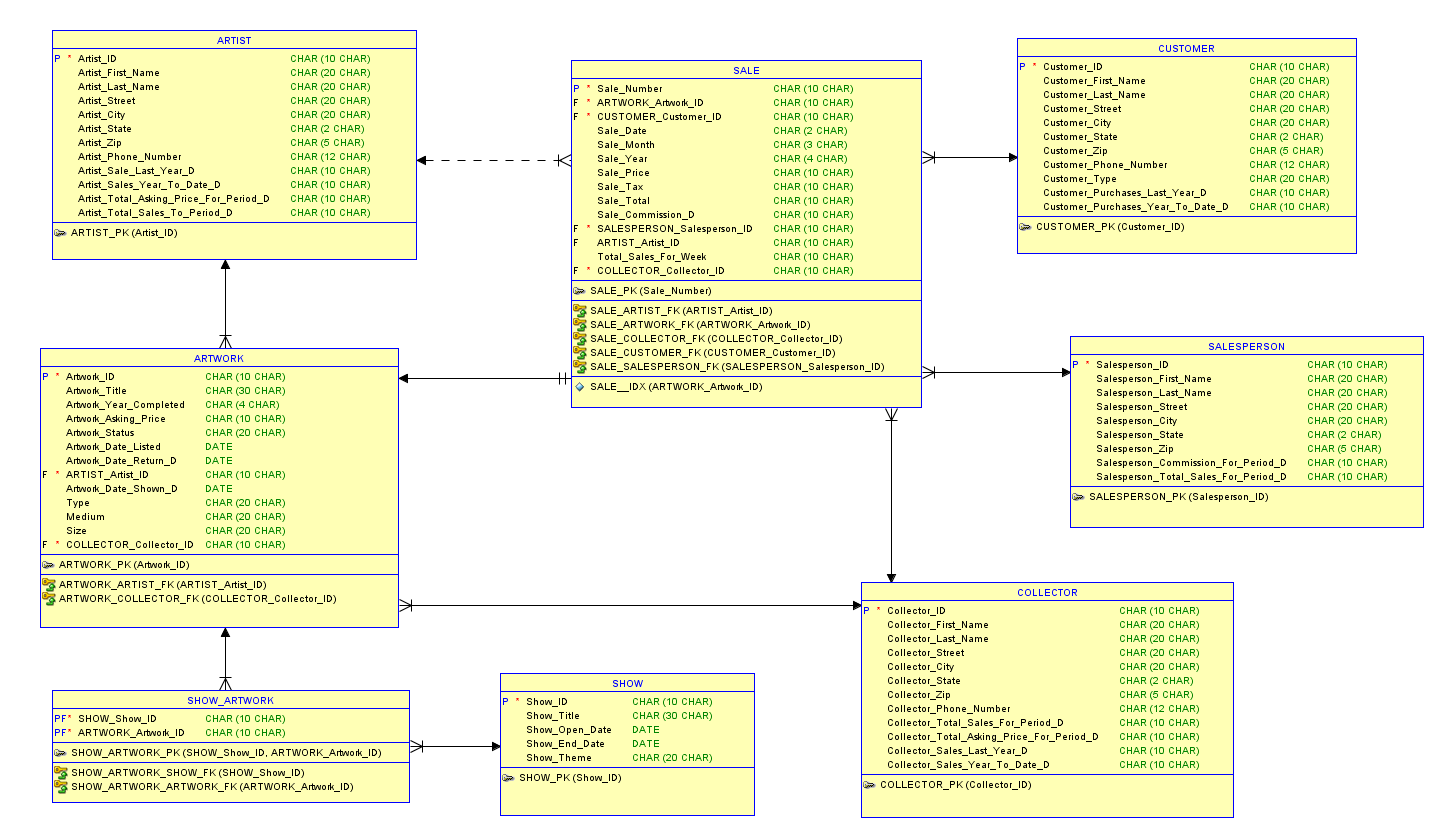 ARTIST
P * Artist_ID CHAR (10 CHAR)
Artist_First_Name CHAR (20 CHAR)
Artist_Last_Name CHAR (20 CHAR)
Artist_Street CHAR (20 CHAR)
Artist_City CHAR (20 CHAR)
Artist_State CHAR (2 CHAR)
Artist_Zip CHAR (5 CHAR)
Artist_Phone_Number CHAR (12 CHAR)
Artist_Sale_Last_Year_D CHAR (10 CHAR)
Artist_Sales_Year_To_Date_D CHAR (10 CHAR)
Artist_Total_Asking_Price_For_Period_D CHAR (10 CHAR)
Artist_Total_Sales_To_Period_D CHAR (10 CHAR)
ARTIST_PK (Artist_ID)
SALE
P * Sale_Number CHAR (10 CHAR)
F * ARTWORK_Artwork_ID CHAR (10 CHAR)
F * CUSTOMER_Customer_ID CHAR (10 CHAR)
Sale_Date CHAR (2 CHAR)
Sale_Month CHAR (3 CHAR)
Sale_Year CHAR (4 CHAR)
Sale_Price CHAR (10 CHAR)
Sale_Tax CHAR (10 CHAR)
Sale_Total CHAR (10 CHAR)
Sale_Commission_D CHAR (10 CHAR)
F * SALESPERSON_Salesperson_ID CHAR (10 CHAR)
F ARTIST_Artist_ID CHAR (10 CHAR)
Total_Sales_For_Week CHAR (10 CHAR)
F * COLLECTOR_Collector_ID CHAR (10 CHAR)
SALE_PK (Sale_Number)
SALE_ARTIST_FK (ARTIST_Artist_ID)
SALE_ARTWORK_FK (ARTWORK_Artwork_ID)
SALE_COLLECTOR_FK (COLLECTOR_Collector_ID)
SALE_CUSTOMER_FK (CUSTOMER_Customer_ID)
SALE_SALESPERSON_FK (SALESPERSON_Salesperson_ID)
SALE__IDX (ARTWORK_Artwork_ID)
CUSTOMER
P * Customer_ID CHAR (10 CHAR)
Customer_First_Name CHAR (20 CHAR)
Customer_Last_Name CHAR (20 CHAR)
Customer_Street CHAR (20 CHAR)
Customer_City CHAR (20 CHAR)
Customer_State CHAR (2 CHAR)
Customer_Zip CHAR (5 CHAR)
Customer_Phone_Number CHAR (12 CHAR)
Customer_Type CHAR (20 CHAR)
Customer_Purchases_Last_Year_D CHAR (10 CHAR)
Customer_Purchases_Year_To_Date_D CHAR (10 CHAR)
CUSTOMER_PK (Customer_ID)
ARTWORK
P * Artwork_ID CHAR (10 CHAR)
Artwork_Title CHAR (30 CHAR)
Artwork_Year_Completed CHAR (4 CHAR)
Artwork_Asking_Price CHAR (10 CHAR)
Artwork_Status CHAR (20 CHAR)
Artwork_Date_Listed DATE
Artwork_Date_Return_D DATE
F * ARTIST_Artist_ID CHAR (10 CHAR)
Artwork_Date_Shown_D DATE
Type CHAR (20 CHAR)
Medium CHAR (20 CHAR)
Size CHAR (20 CHAR)
F * COLLECTOR_Collector_ID CHAR (10 CHAR)
ARTWORK_PK (Artwork_ID)
ARTWORK_ARTIST_FK (ARTIST_Artist_ID)
ARTWORK_COLLECTOR_FK (COLLECTOR_Collector_ID)
SALESPERSON
P * Salesperson_ID CHAR (10 CHAR)
Salesperson_First_Name CHAR (20 CHAR)
Salesperson_Last_Name CHAR (20 CHAR)
Salesperson_Street CHAR (20 CHAR)
Salesperson_City CHAR (20 CHAR)
Salesperson_State CHAR (2 CHAR)
Salesperson_Zip CHAR (5 CHAR)
Salesperson_Commission_For_Period_D CHAR (10 CHAR)
Salesperson_Total_Sales_For_Period_D CHAR (10 CHAR)
SALESPERSON_PK (Salesperson_ID)
COLLECTOR
P * Collector_ID CHAR (10 CHAR)
Collector_First_Name CHAR (20 CHAR)
Collector_Last_Name CHAR (20 CHAR)
Collector_Street CHAR (20 CHAR)
Collector_City CHAR (20 CHAR)
Collector_State CHAR (2 CHAR)
Collector_Zip CHAR (5 CHAR)
Collector_Phone_Number CHAR (12 CHAR)
Collector_Total_Sales_For_Period_D CHAR (10 CHAR)
Collector_Total_Asking_Price_For_Period_D CHAR (10 CHAR)
Collector_Sales_Last_Year_D CHAR (10 CHAR)
Collector_Sales_Year_To_Date_D CHAR (10 CHAR)
COLLECTOR_PK (Collector_ID)
SHOW_ARTWORK
PF* SHOW_Show_ID CHAR (10 CHAR)
PF* ARTWORK_Artwork_ID CHAR (10 CHAR)
SHOW_ARTWORK_PK (SHOW_Show_ID, ARTWORK_Artwork_ID)
SHOW_ARTWORK_SHOW_FK (SHOW_Show_ID)
SHOW_ARTWORK_ARTWORK_FK (ARTWORK_Artwork_ID)
SHOW
P * Show_ID CHAR (10 CHAR)
Show_Title CHAR (30 CHAR)
Show_Open_Date DATE
Show_End_Date DATE
Show_Theme CHAR (20 CHAR)
SHOW_PK (Show_ID)